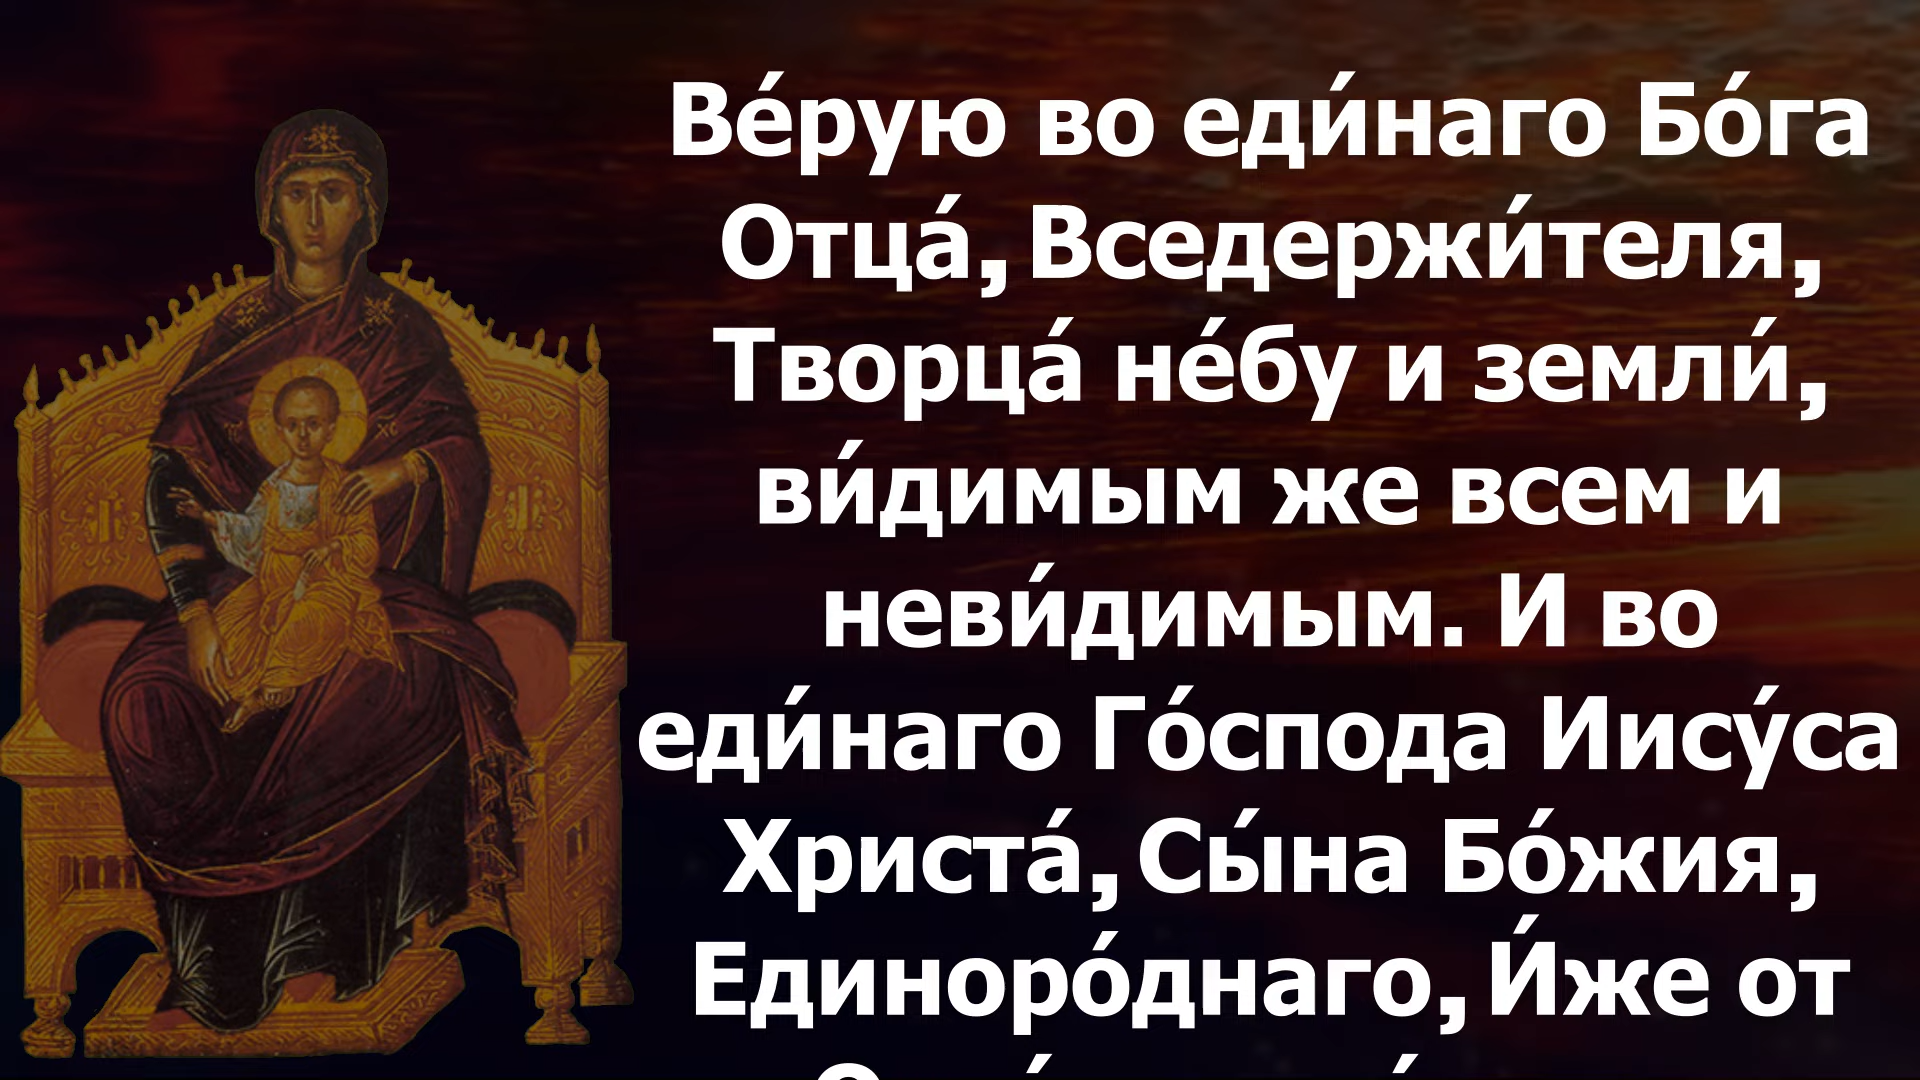 Ве́рую во еди́наго Бо́га
Отца́, Вседержи́теля,
Творца́ не́бу и земли́,
ви́димым же всем и
неви́димым. И во
еди́наго Го́спода Иису́са
Христа́, Сы́на Бо́жия,
Единоро́днаго, И́же от